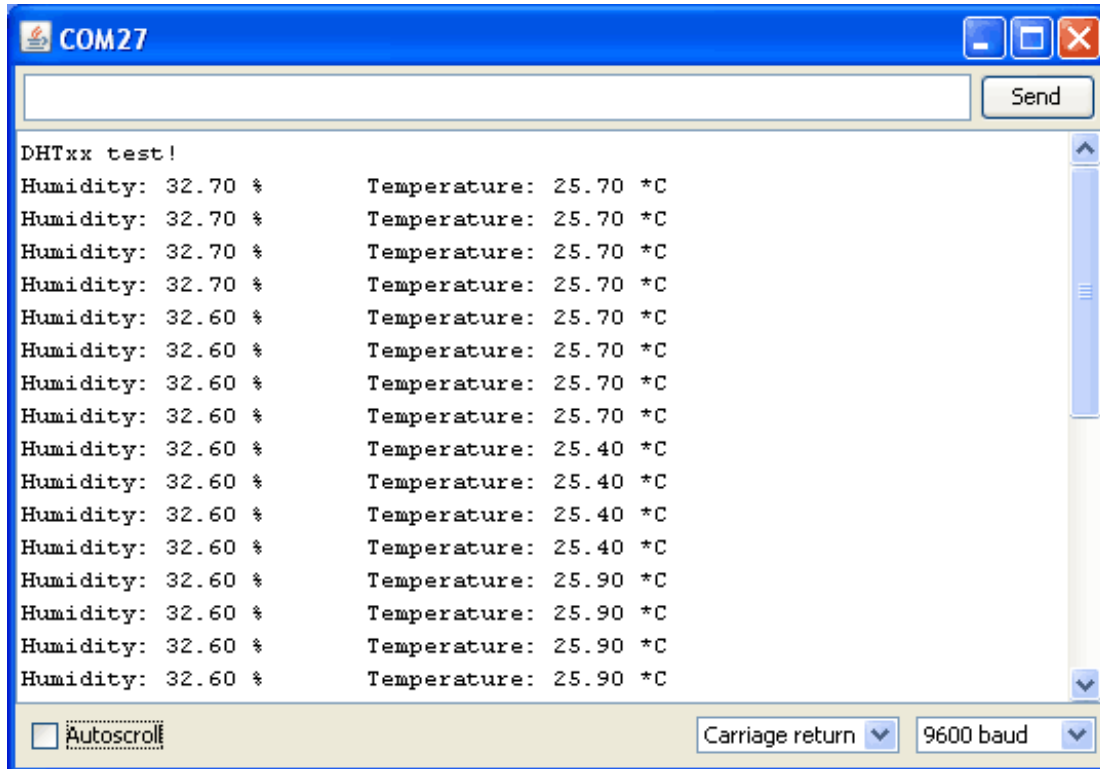 COM27
Send
DHTxx test!
Humidity: 32.70 % Temperature: 25.70 *C
Humidity: 32.70 % Temperature: 25.70 *C
Humidity: 32.70 % Temperature: 25.70 *C
Humidity: 32.70 % Temperature: 25.70 *C
Humidity: 32.60 % Temperature: 25.70 *C
Humidity: 32.60 % Temperature: 25.70 *C
Humidity: 32.60 % Temperature: 25.70 *C
Humidity: 32.60 % Temperature: 25.70 *C
Humidity: 32.60 % Temperature: 25.40 *C
Humidity: 32.60 % Temperature: 25.40 *C
Humidity: 32.60 % Temperature: 25.40 *C
Humidity: 32.60 % Temperature: 25.40 *C
Humidity: 32.60 % Temperature: 25.90 *C
Humidity: 32.60 % Temperature: 25.90 *C
Humidity: 32.60 % Temperature: 25.90 *C
Humidity: 32.60 % Temperature: 25.90 *C
Autoscroll Carriage return 9600 baud